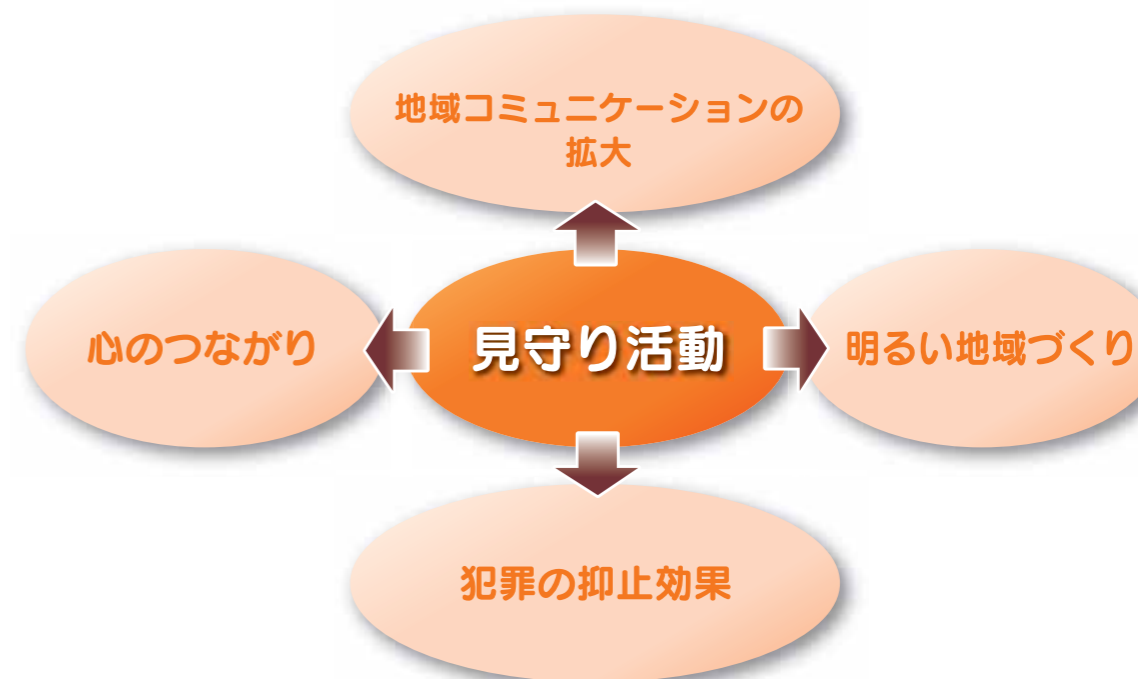 地域コミュニケーションの
拡大
心のつながり
見守り活動
明るい地域づくり
犯罪の抑止効果